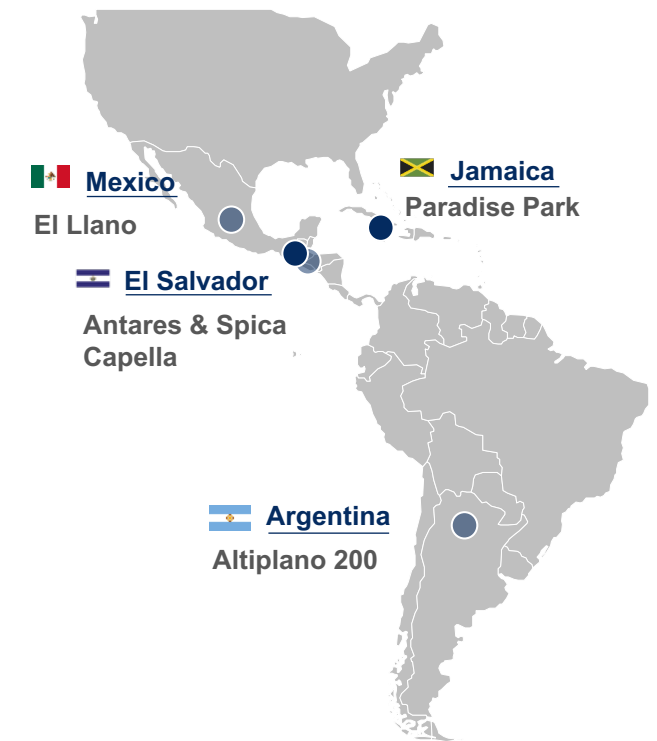 Mexico
El Llano
Jamaica
Paradise Park
El Salvador
Antares & Spica
Capella
Argentina
Altiplano 200